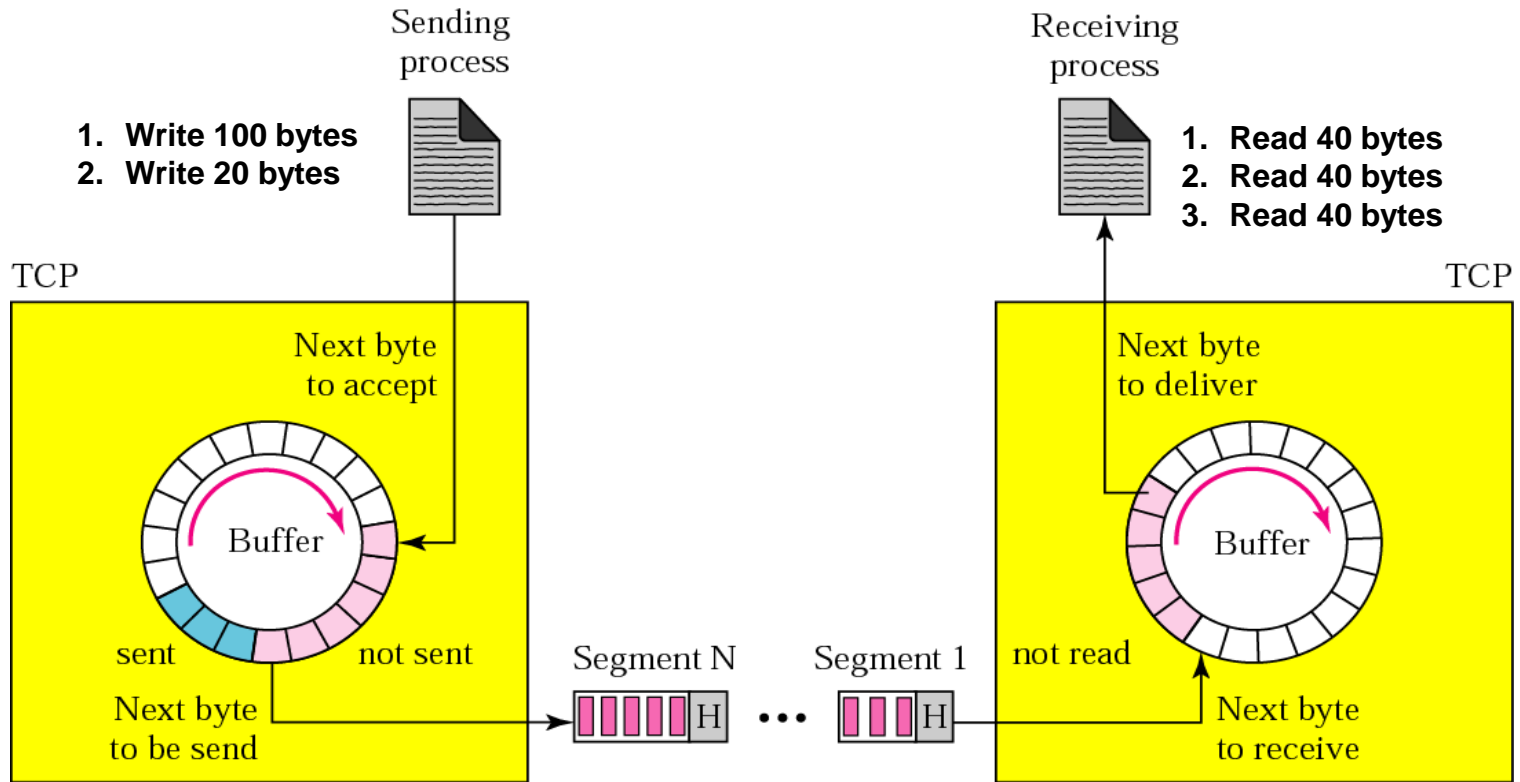 Sending
process
Receiving
process
1. Write 100 bytes
2. Write 20 bytes
1. Read 40 bytes
2. Read 40 bytes
3. Read 40 bytes
TCP
TCP
Next byte
to accept
Next byte
to deliver
Buffer
Buffer
sent
not sent
Segment N
Segment 1
not read
H
...
H
Next byte
to be send
Next byte
to receive